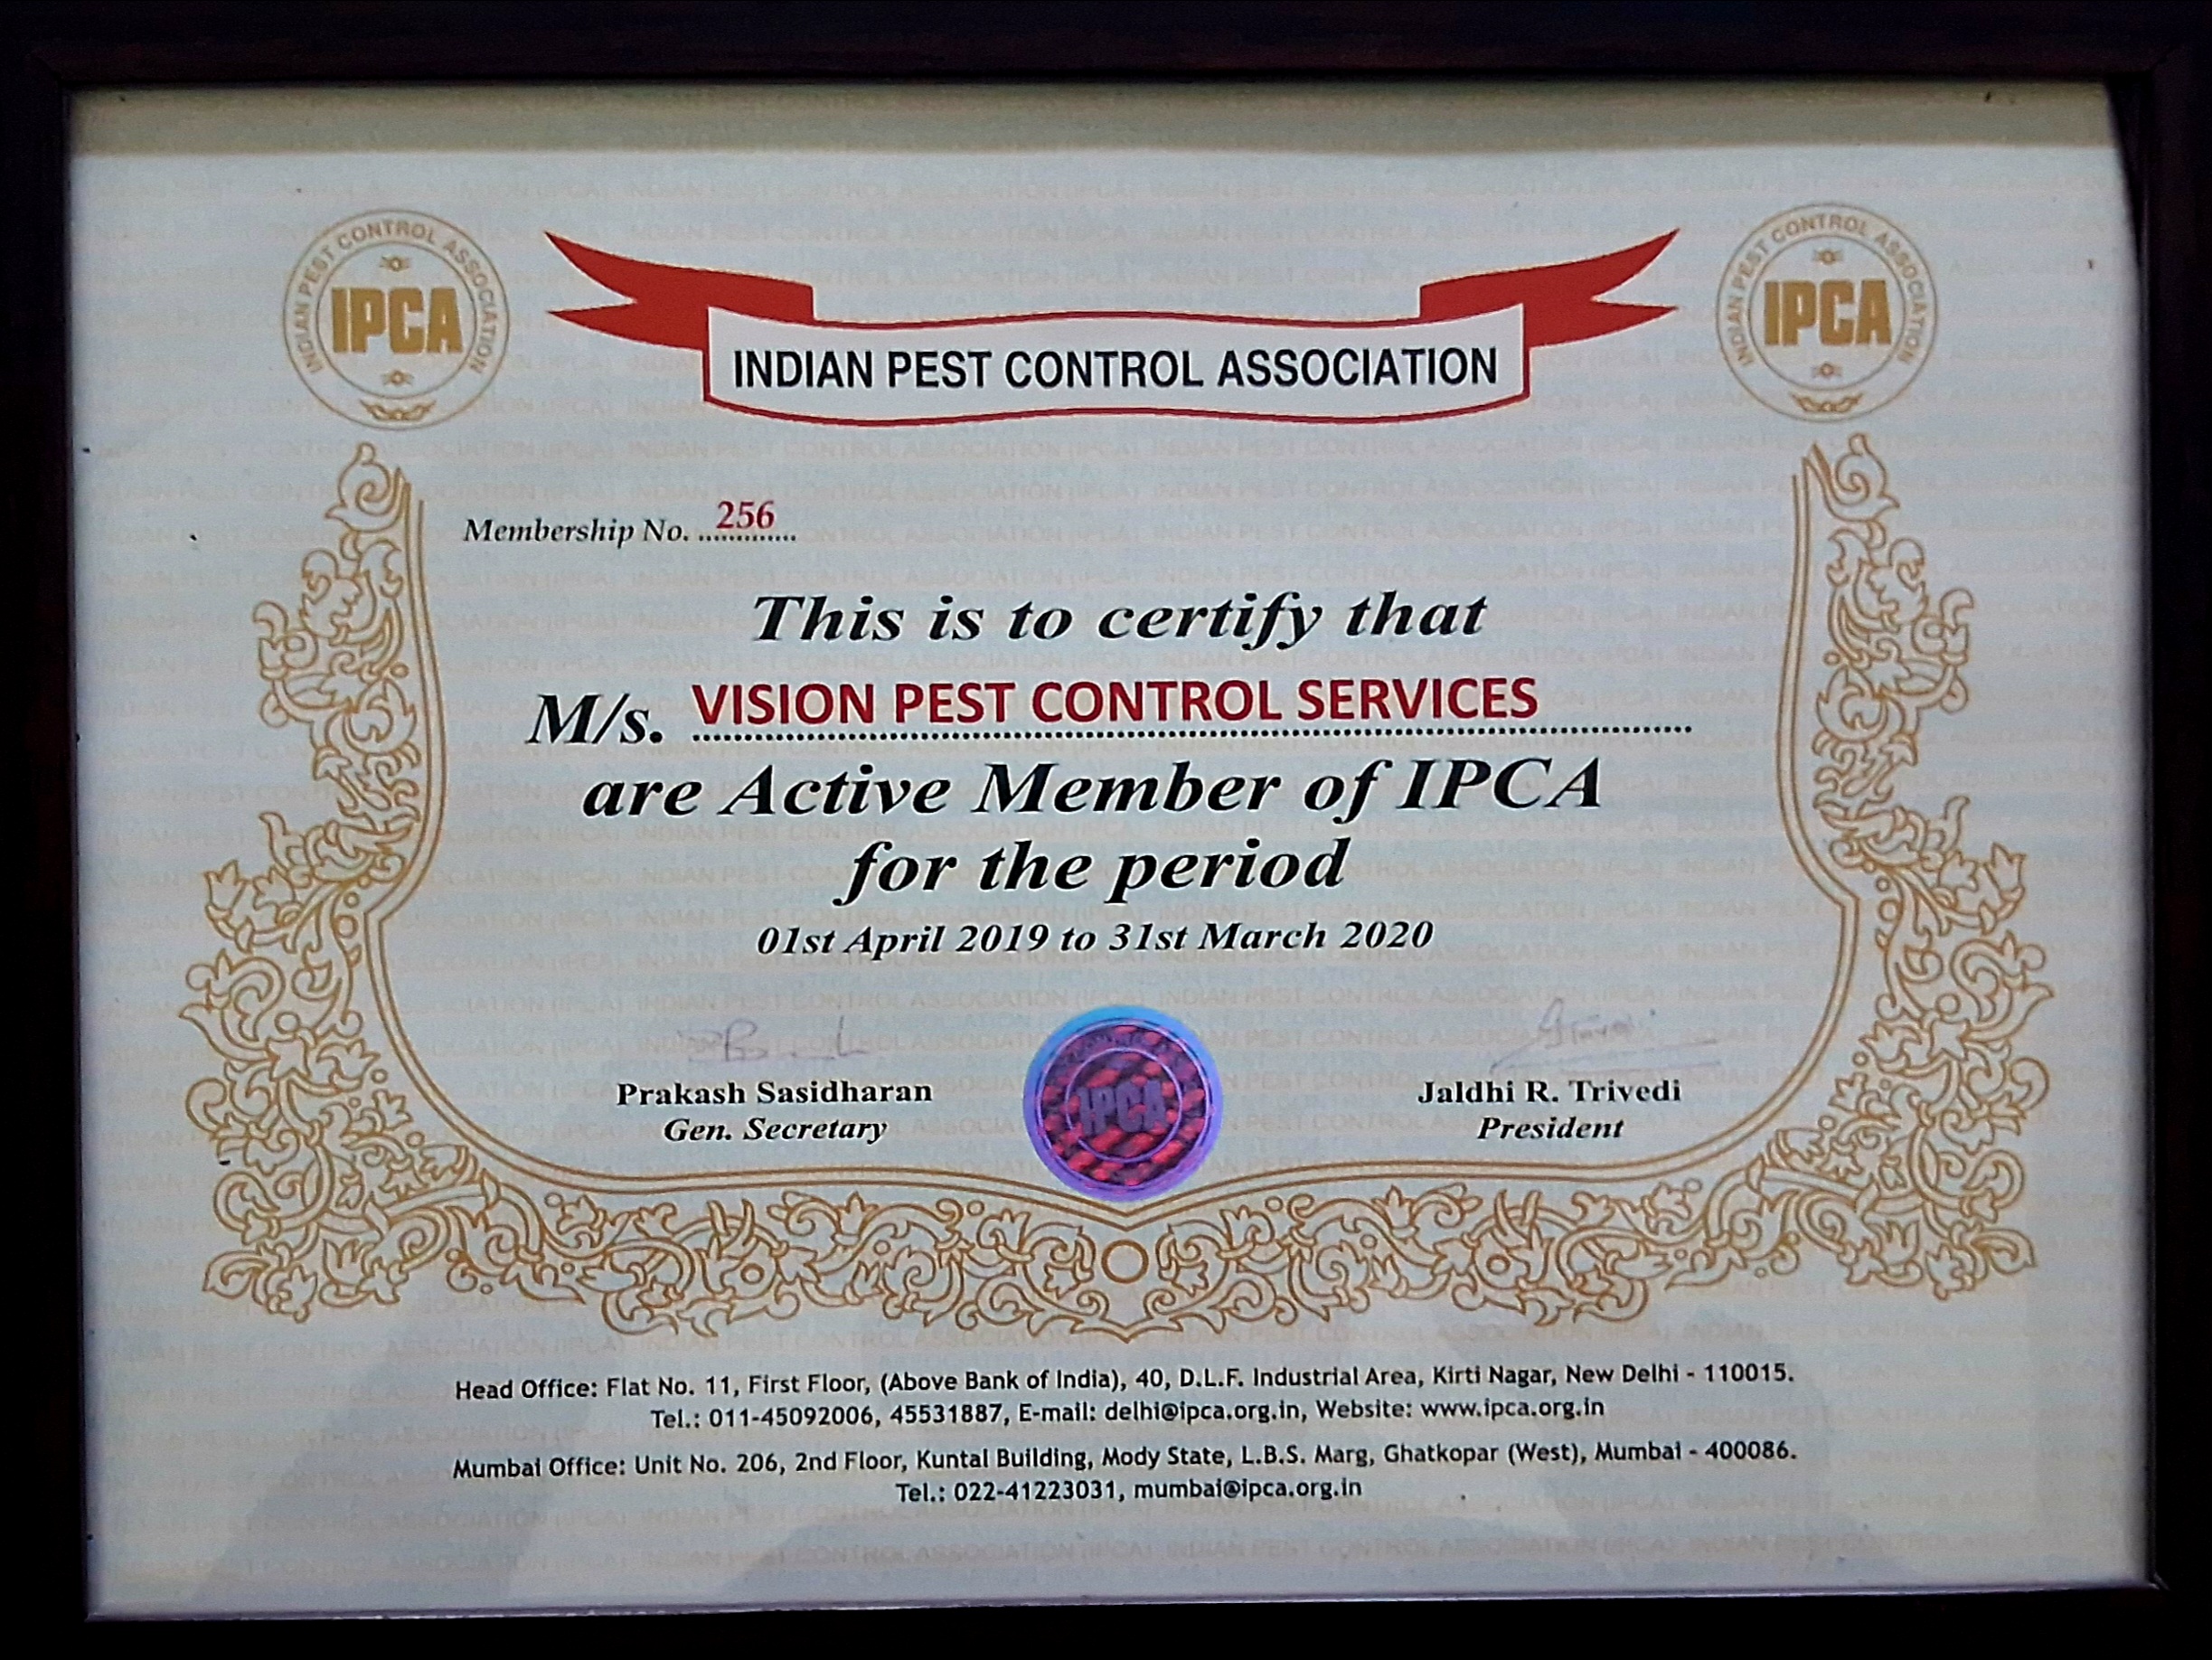 INDIAN PEST CONTROL ASSOCIATION
IPCA
INDIAN PEST CONTROL ASSOCIATION
INDIAN PEST CONTROL ASSOCIATION
IPCA
Membership No. ............. 256
This is to certify that
M/s. VISION PEST CONTROL SERVICES
are Active Member of IPCA
for the period
01st April 2019 to 31st March 2020
IPCA
Prakash Sasidharan
Gen. Secretary
Jaldhi R. Trivedi
President
Head Office: Flat No. 11, First Floor, (Above Bank of India), 40, D.L.F. Industrial Area, Kirti Nagar, New Delhi - 110015.
Tel.: 011-45092006, 45531887, E-mail: delhi@ipca.org.in, Website: www.ipca.org.in
Mumbai Office: Unit No. 206, 2nd Floor, Kuntal Building, Mody State, L.B.S. Marg, Ghatkopar (West), Mumbai - 400086.
Tel.: 022-41223031, mumbai@ipca.org.in